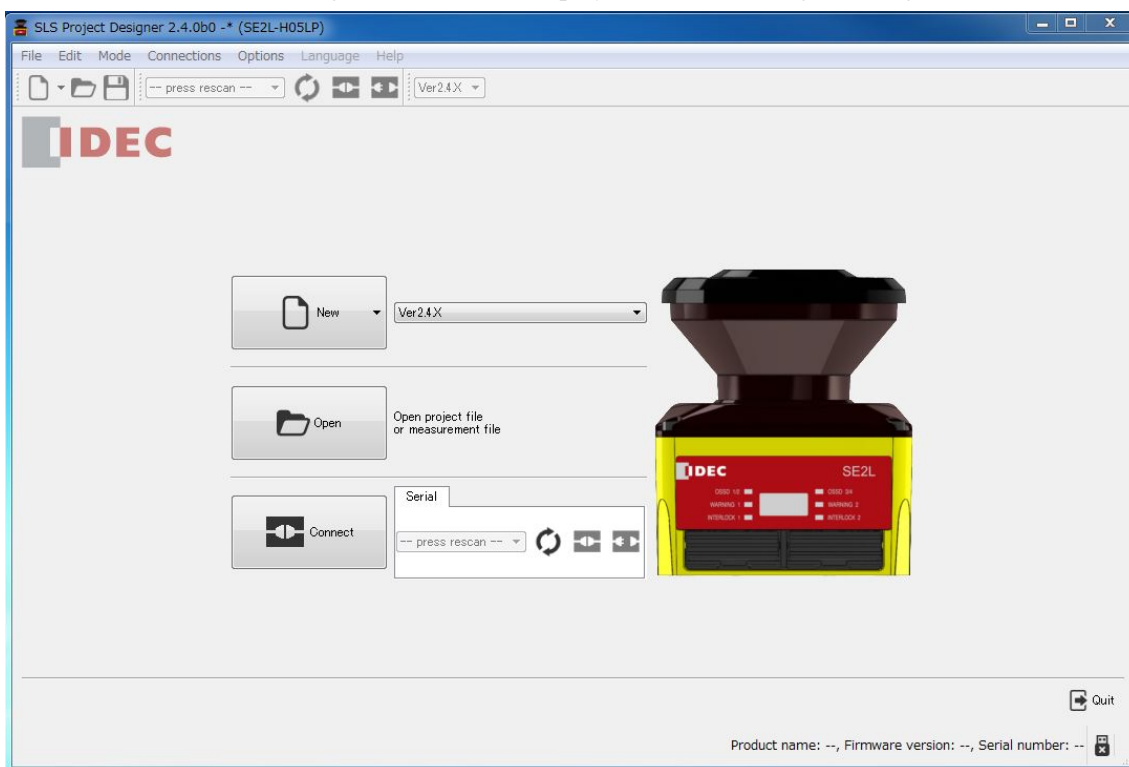 SLS Project Designer 2.4.0b0 -* (SE2L-H05LP)
File Edit Mode Connections Options Language Help
-- press rescan -- Ver2.4.X
IDEC
New Ver2.4.X
Open Open project file
or measurement file
Serial
Connect -- press rescan --
IDEC SE2L
OSSD 1/2 OSSD 3/4
WARNING 1 WARNING 2
INTERLOCK 1 INTERLOCK 2
Quit
Product name: --, Firmware version: --, Serial number: --